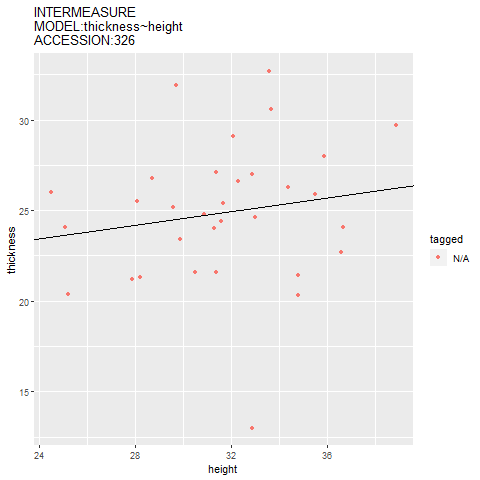 INTERMEASURE
MODEL:thickness~height
ACCESSION:326
30
25
20
15
thickness
24
28
32
36
height
tagged
N/A